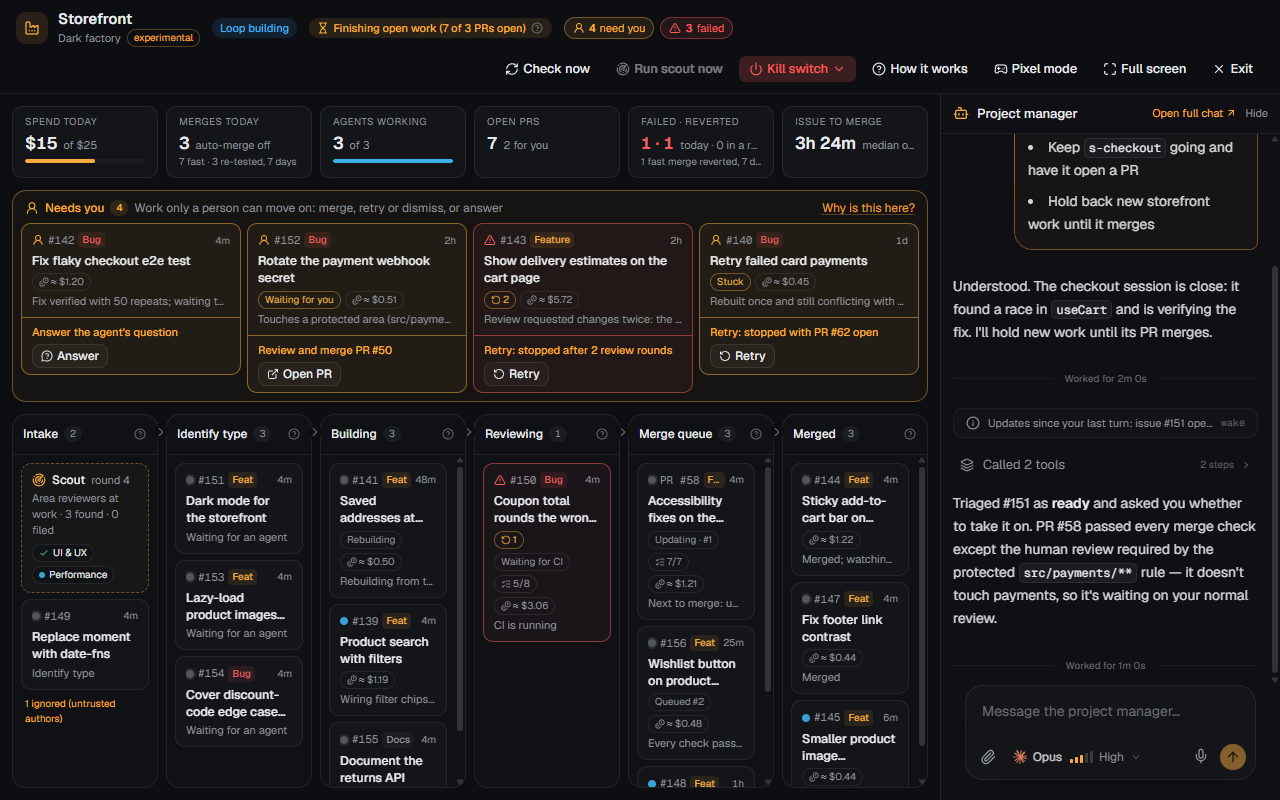 Storefront
Dark factory experimental
Loop building
Finishing open work (7 of 3 PRs open)
4 need you
3 failed
Check now
Run scout now
Kill switch
How it works
Pixel mode
Full screen
Exit
SPEND TODAY
$15 of $25
MERGES TODAY
3 auto-merge off
7 fast · 3 re-tested, 7 days
AGENTS WORKING
3 of 3
OPEN PRS
7 2 for you
FAILED · REVERTED
1 · 1 today · 0 in a r…
1 fast merge reverted, 7 d…
ISSUE TO MERGE
3h 24m median o…
Needs you 4 Work only a person can move on: merge, retry or dismiss, or answer
Why is this here?
#142 Bug 4m
Fix flaky checkout e2e test
≈ $1.20
Fix verified with 50 repeats; waiting t…
Answer the agent's question
Answer
#152 Bug 2h
Rotate the payment webhook
secret
Waiting for you ≈ $0.51
Touches a protected area (src/payme…
Review and merge PR #50
Open PR
#143 Feature 2h
Show delivery estimates on the
cart page
2 ≈ $5.72
Review requested changes twice: the …
Retry: stopped after 2 review rounds
Retry
#140 Bug 1d
Retry failed card payments
Stuck ≈ $0.45
Rebuilt once and still conflicting with …
Retry: stopped with PR #62 open
Retry
Intake 2
Scout round 4
Area reviewers at
work · 3 found · 0
filed
UI & UX
Performance
#149 4m
Replace moment
with date-fns
Identify type
1 ignored (untrusted
authors)
Identify type 3
#151 Feat 4m
Dark mode for
the storefront
Waiting for an agent
#153 Feat 4m
Lazy-load
product images…
Waiting for an agent
#154 Bug 4m
Cover discount-
code edge case…
Waiting for an agent
Building 3
#141 Feat 48m
Saved
addresses at…
Rebuilding
≈ $0.50
Rebuilding from t…
#139 Feat 4m
Product search
with filters
≈ $1.19
Wiring filter chips…
#155 Docs 4m
Document the
returns API
Reviewing 1
#150 Bug 4m
Coupon total
rounds the wron…
1
Waiting for CI
5/8
≈ $3.06
CI is running
Merge queue 3
PR #58 F… 4m
Accessibility
fixes on the…
Updating · #1
7/7
≈ $1.21
Next to merge: u…
#156 Feat 25m
Wishlist button
on product…
Queued #2
≈ $0.48
Every check pass…
#148 Feat 1h
Merged 3
#144 Feat 4m
Sticky add-to-
cart bar on…
≈ $1.22
Merged; watchin…
#147 Feat 4m
Fix footer link
contrast
≈ $0.44
Merged
#145 Feat 6m
Smaller product
image…
≈ $0.44
Project manager
Open full chat
Hide
• Keep s-checkout going and
have it open a PR
• Hold back new storefront
work until it merges
Understood. The checkout session is close: it
found a race in useCart and is verifying the
fix. I'll hold new work until its PR merges.
Worked for 2m 0s
Updates since your last turn: issue #151 ope… wake
Called 2 tools 2 steps
Triaged #151 as ready and asked you whether
to take it on. PR #58 passed every merge check
except the human review required by the
protected src/payments/** rule — it doesn't
touch payments, so it's waiting on your normal
review.
Worked for 1m 0s
Message the project manager…
Opus High